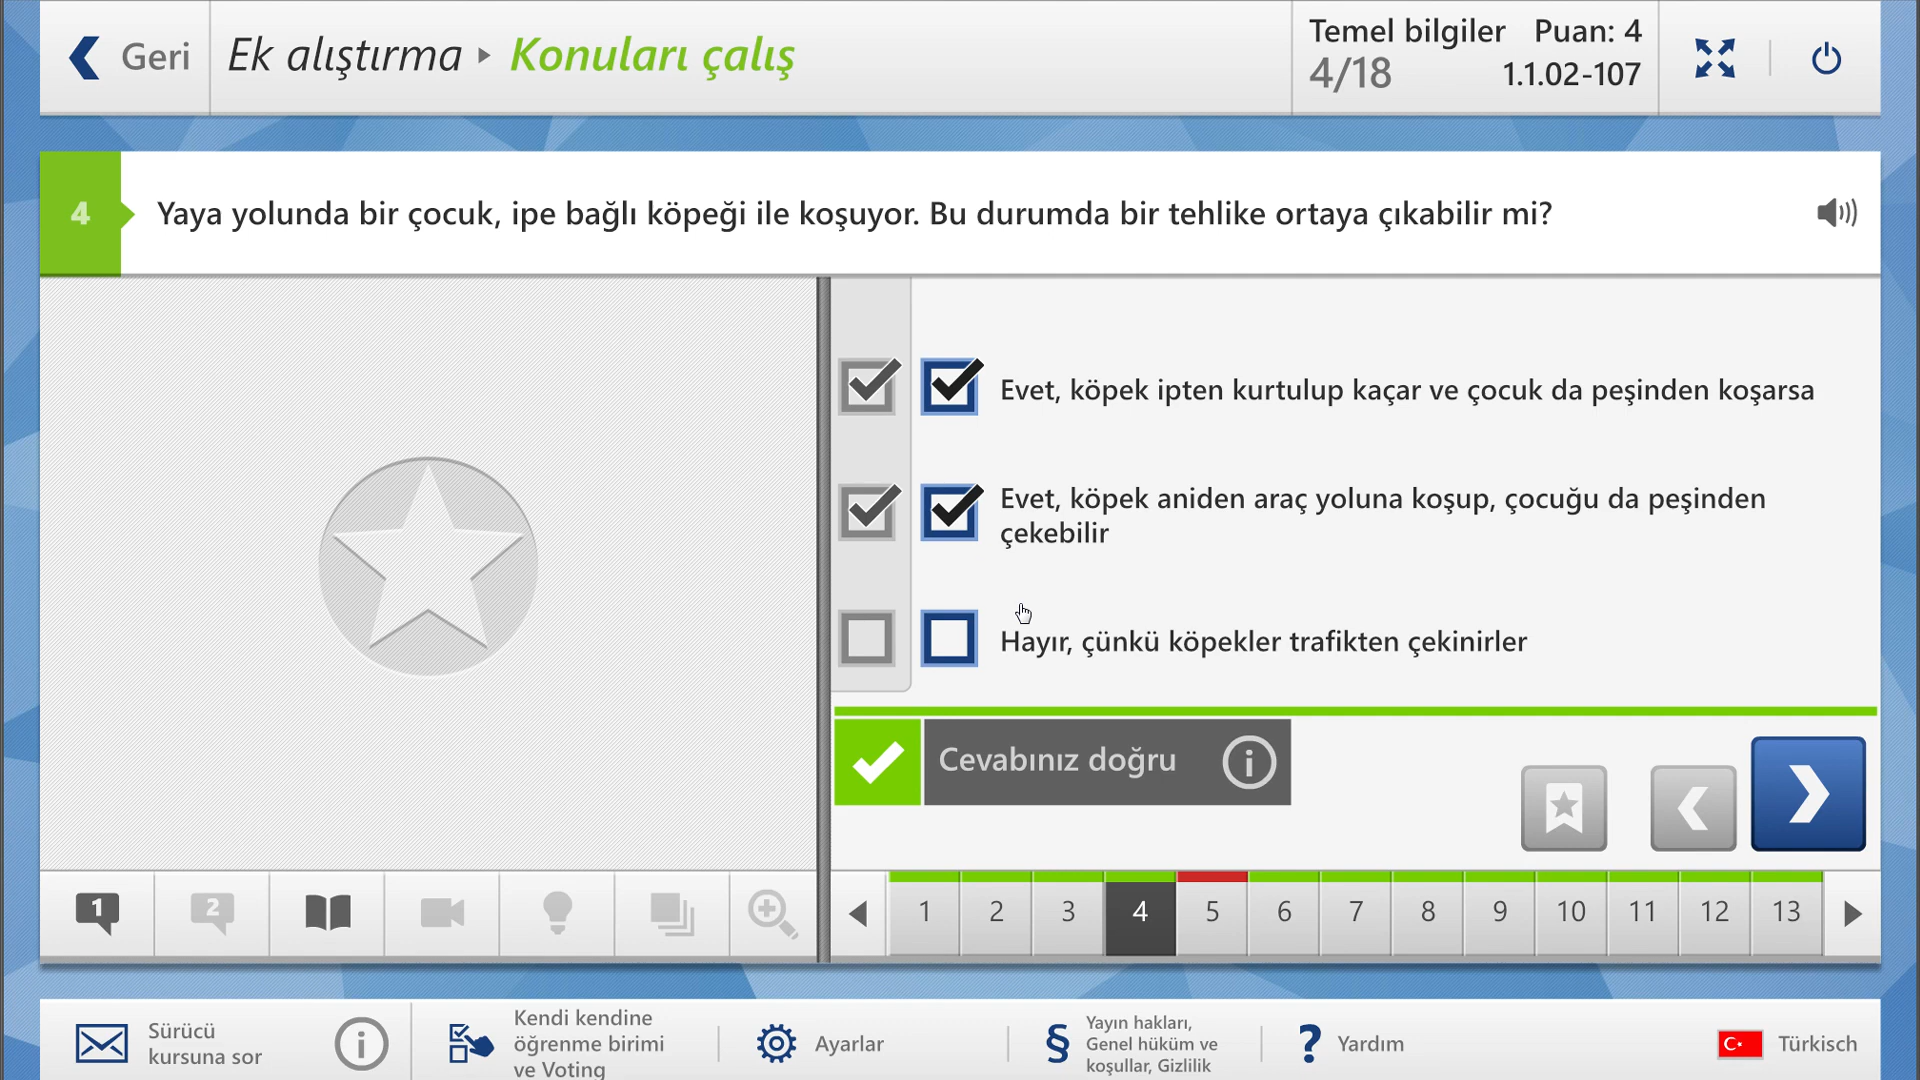 Geri
Ek alıştırma ▸ Konuları çalış
Temel bilgiler Puan: 4
4/18 1.1.02-107
4
Yaya yolunda bir çocuk, ipe bağlı köpeği ile koşuyor. Bu durumda bir tehlike ortaya çıkabilir mi?
Evet, köpek ipten kurtulup kaçar ve çocuk da peşinden koşarsa
Evet, köpek aniden araç yoluna koşup, çocuğu da peşinden
çekebilir
Hayır, çünkü köpekler trafikten çekinirler
Cevabınız doğru
1 2
1 2 3 4 5 6 7 8 9 10 11 12 13
Sürücü
kursuna sor
Kendi kendine
öğrenme birimi
ve Voting
Ayarlar
§
Yayın hakları,
Genel hüküm ve
koşullar, Gizlilik
? Yardım
Türkisch